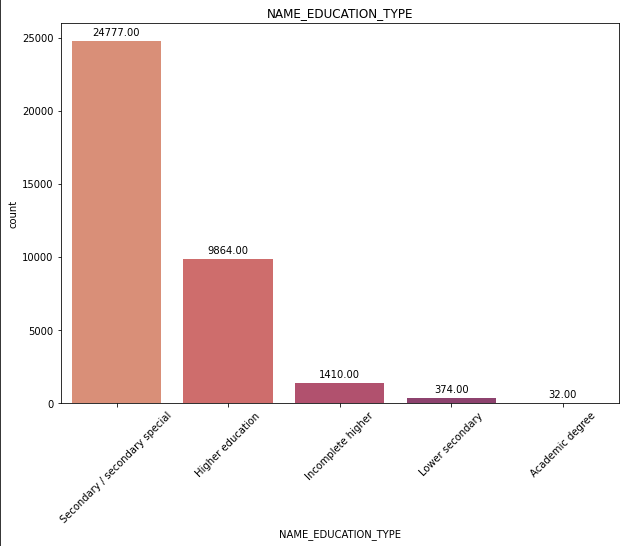 NAME_EDUCATION_TYPE
25000
20000
15000
10000
5000
0
count
24777.00
9864.00
1410.00
374.00
32.00
Secondary / secondary special
Higher education
Incomplete higher
Lower secondary
Academic degree
NAME_EDUCATION_TYPE